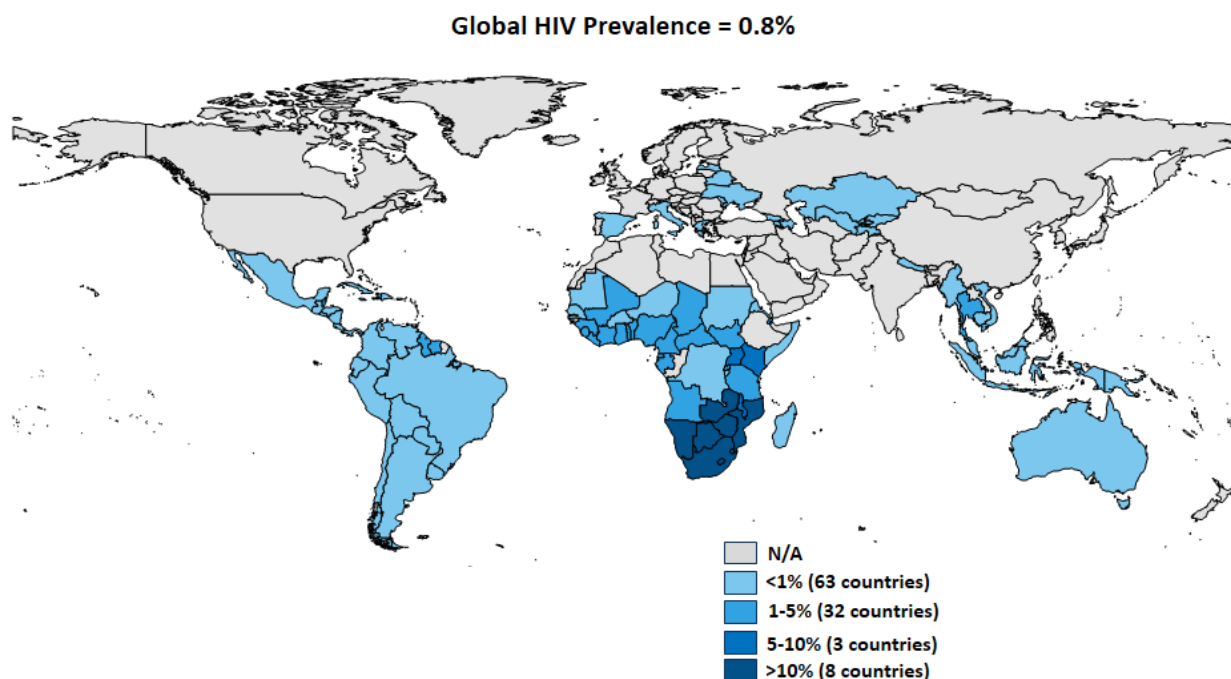 Global HIV Prevalence = 0.8%
N/A
<1% (63 countries)
1-5% (32 countries)
5-10% (3 countries)
>10% (8 countries)